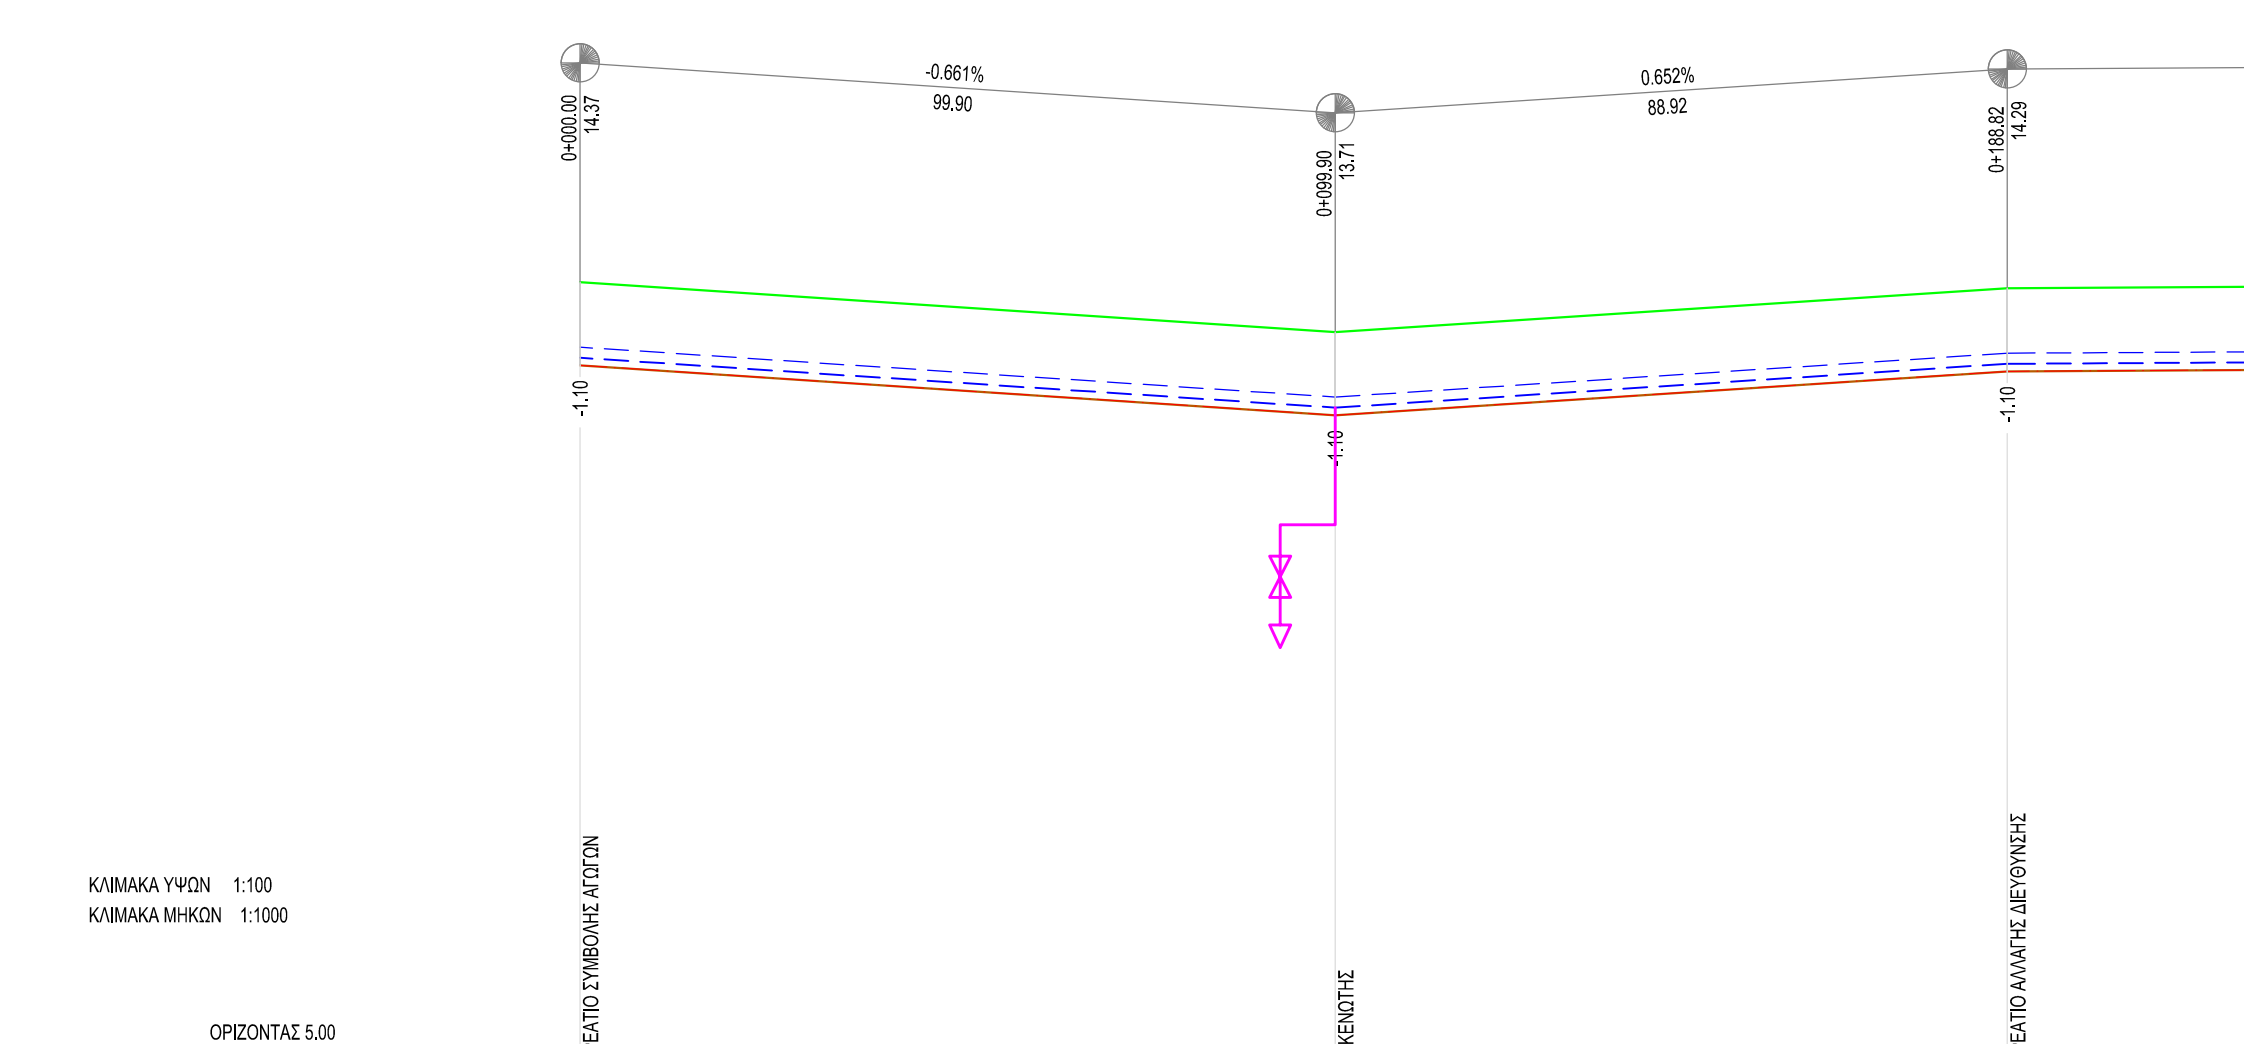 -0.661%
99.90
0.652%
88.92
0+000.00
14.37
0+099.90
13.71
0+188.82
14.29
-1.10
-1.10
-1.10
ΚΛΙΜΑΚΑ ΥΨΩΝ 1:100
ΚΛΙΜΑΚΑ ΜΗΚΩΝ 1:1000
ΟΡΙΖΟΝΤΑΣ 5.00
ΕΑΤΙΟ ΣΥΜΒΟΛΗΣ ΑΓΩΓΩΝ
ΚΕΝΩΤΗΣ
ΕΑΤΙΟ ΑΛΛΑΓΗΣ ΔΙΕΥΘΥΝΣΗΣ